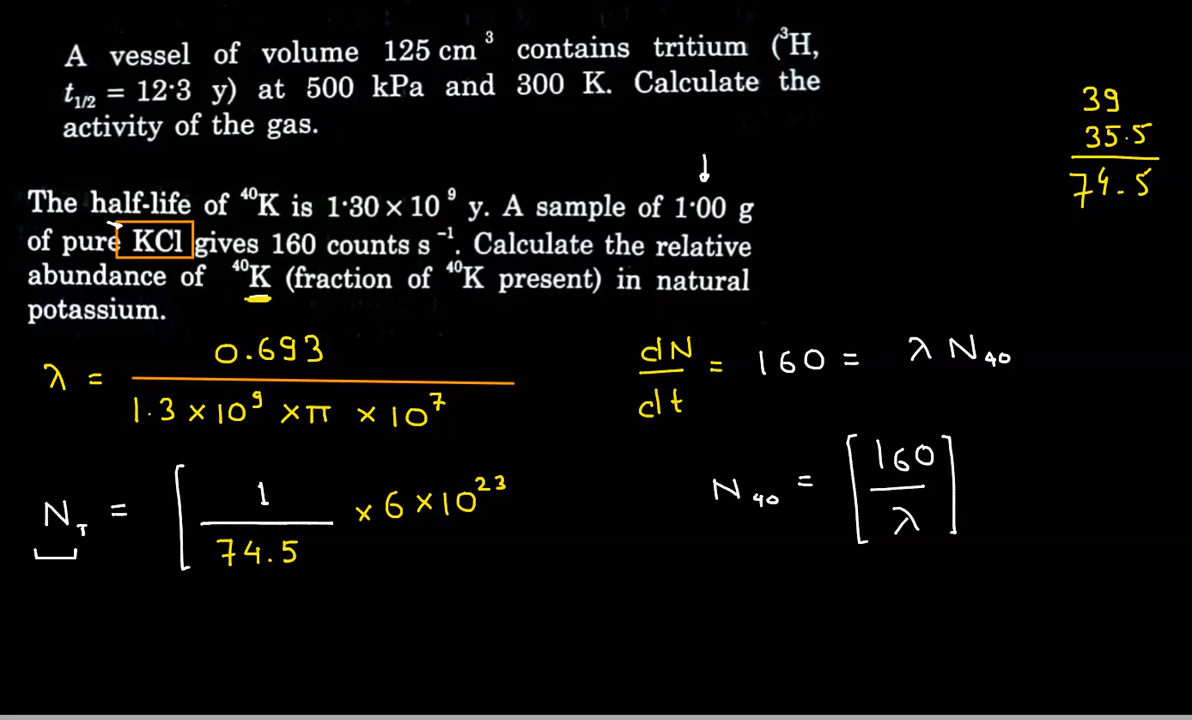 A vessel of volume 125 cm³ contains tritium (³H,
t₁/₂ = 12·3 y) at 500 kPa and 300 K. Calculate the
activity of the gas.
39
35.5
74.5
The half-life of ⁴⁰K is 1·30 × 10⁹ y. A sample of 1·00 g
of pure KCl gives 160 counts s⁻¹. Calculate the relative
abundance of ⁴⁰K (fraction of ⁴⁰K present) in natural
potassium.
λ = 0.693 / 1.3 × 10⁹ × π × 10⁷
dN/dt = 160 = λ N₄₀
N_T = [ 1/74.5 × 6 × 10²³
N₄₀ = [160/λ]